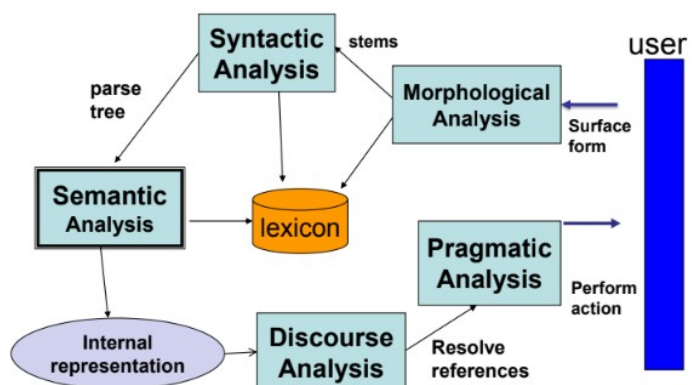 user
Syntactic
Analysis
stems
Morphological
Analysis
Surface
form
parse
tree
Semantic
Analysis
lexicon
Pragmatic
Analysis
Perform
action
Internal
representation
Discourse
Analysis
Resolve
references